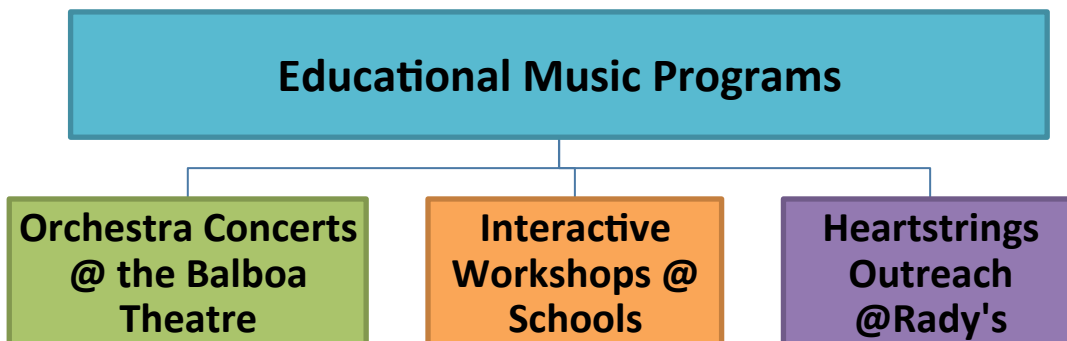 Educational Music Programs
Orchestra Concerts
@ the Balboa
Theatre
Interactive
Workshops @
Schools
Heartstrings
Outreach
@Rady's